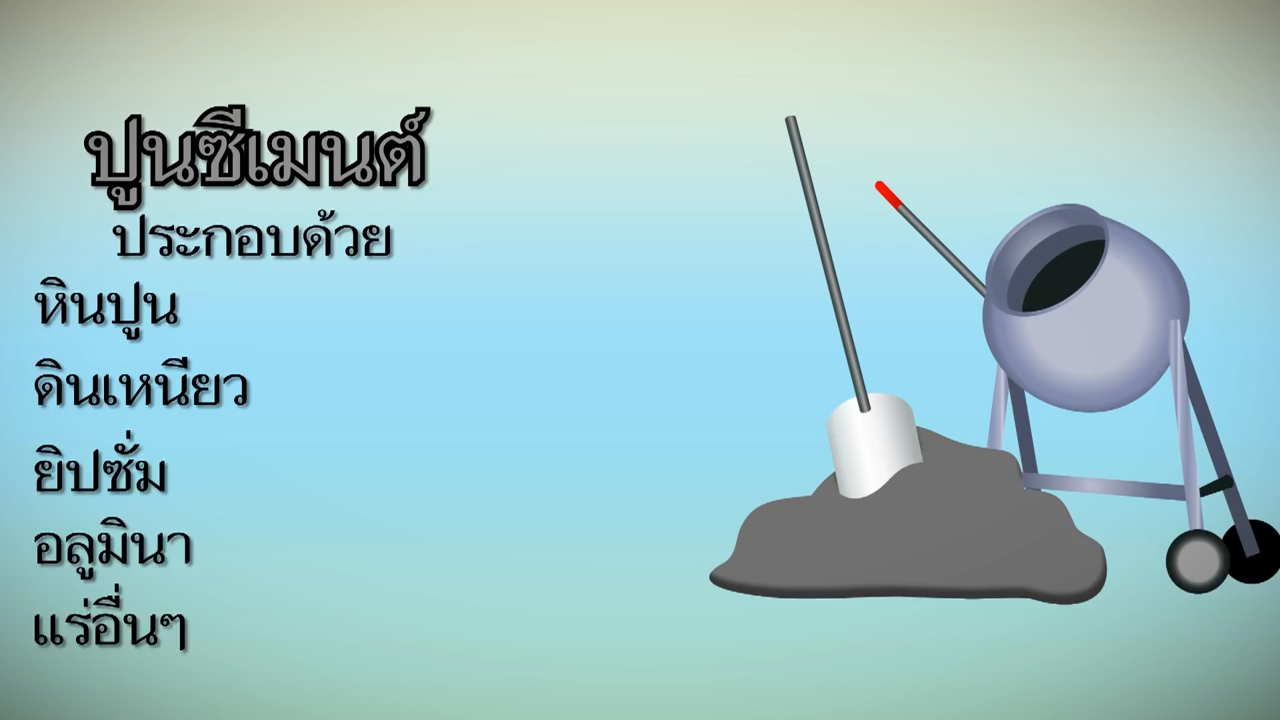 ปูนซีเมนต์
ประกอบด้วย
หินปูน
ดินเหนียว
ยิปซั่ม
อลูมินา
แร่อื่นๆ